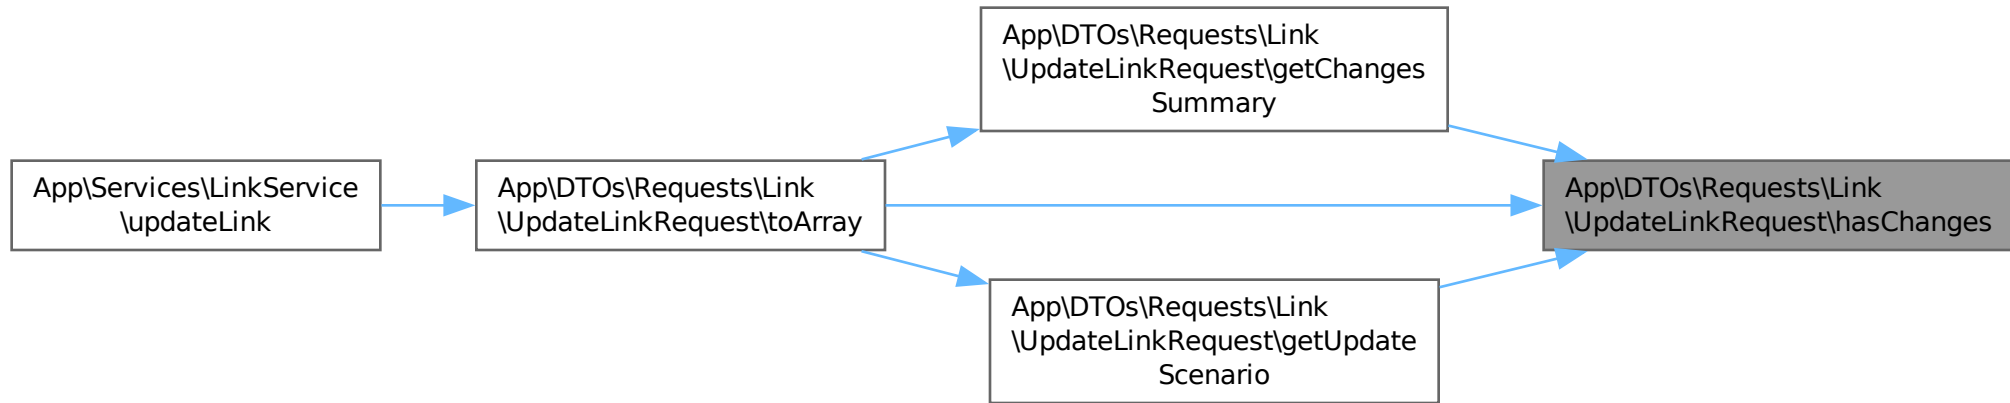 App\Services\LinkService
\updateLink
App\DTOs\Requests\Link
\UpdateLinkRequest\toArray
App\DTOs\Requests\Link
\UpdateLinkRequest\getChanges
Summary
App\DTOs\Requests\Link
\UpdateLinkRequest\getUpdate
Scenario
App\DTOs\Requests\Link
\UpdateLinkRequest\hasChanges